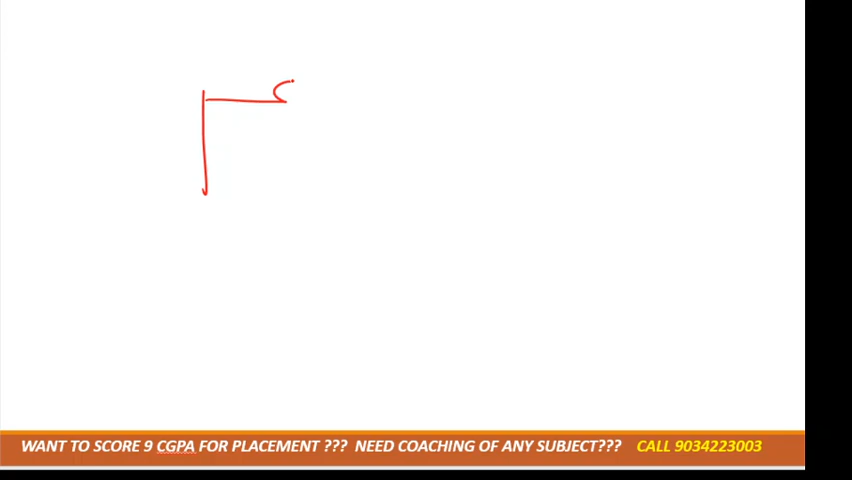 WANT TO SCORE 9 CGPA FOR PLACEMENT ??? NEED COACHING OF ANY SUBJECT??? CALL 9034223003